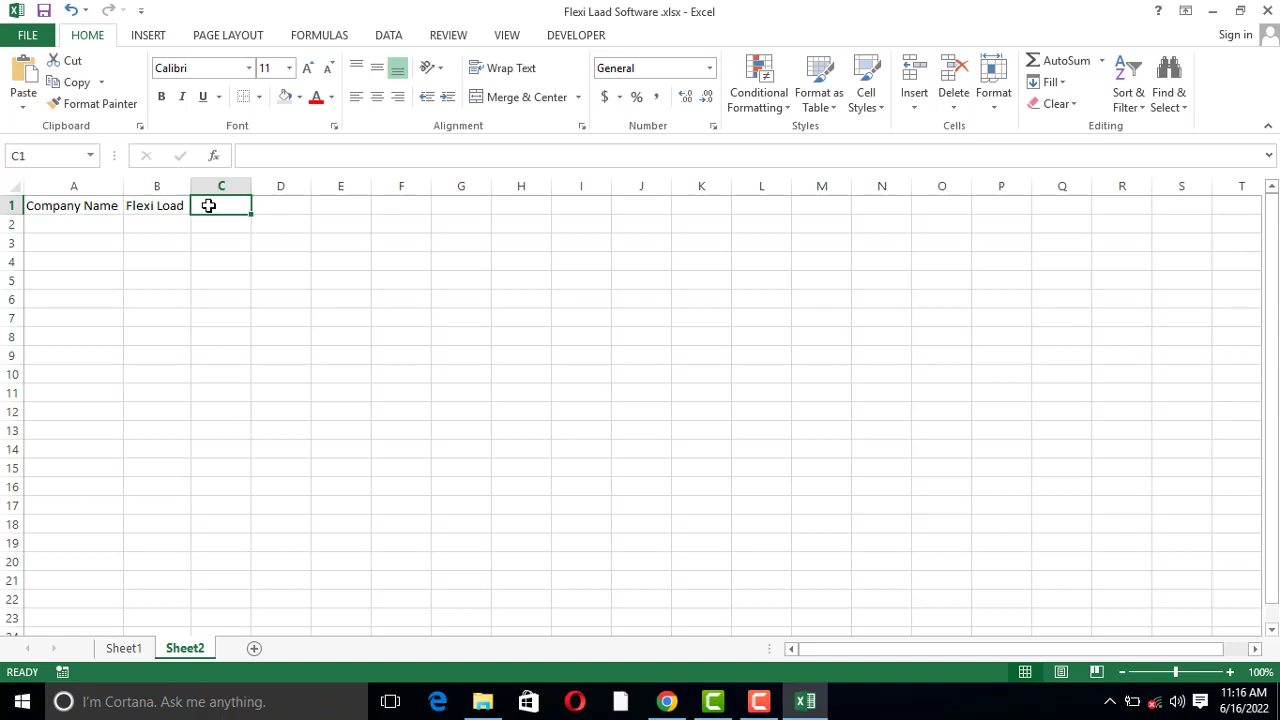 Flexi Laad Software .xlsx - Excel
?
FILE HOME INSERT PAGE LAYOUT FORMULAS DATA REVIEW VIEW DEVELOPER Sign in
Paste
Cut
Copy
Format Painter
Clipboard
Calibri 11
B I U
Font
Wrap Text
Merge & Center
Alignment
General
$ % ,
Number
Conditional Formatting
Format as Table
Cell Styles
Styles
Insert Delete Format
Cells
AutoSum
Fill
Clear
Sort & Filter
Find & Select
Editing
C1 fx
A B C D E F G H I J K L M N O P Q R S T
1 Company Name Flexi Load
2
3
4
5
6
7
8
9
10
11
12
13
14
15
16
17
18
19
20
21
22
23
24
Sheet1 Sheet2
READY 100%
I'm Cortana. Ask me anything.
11:16 AM
6/16/2022